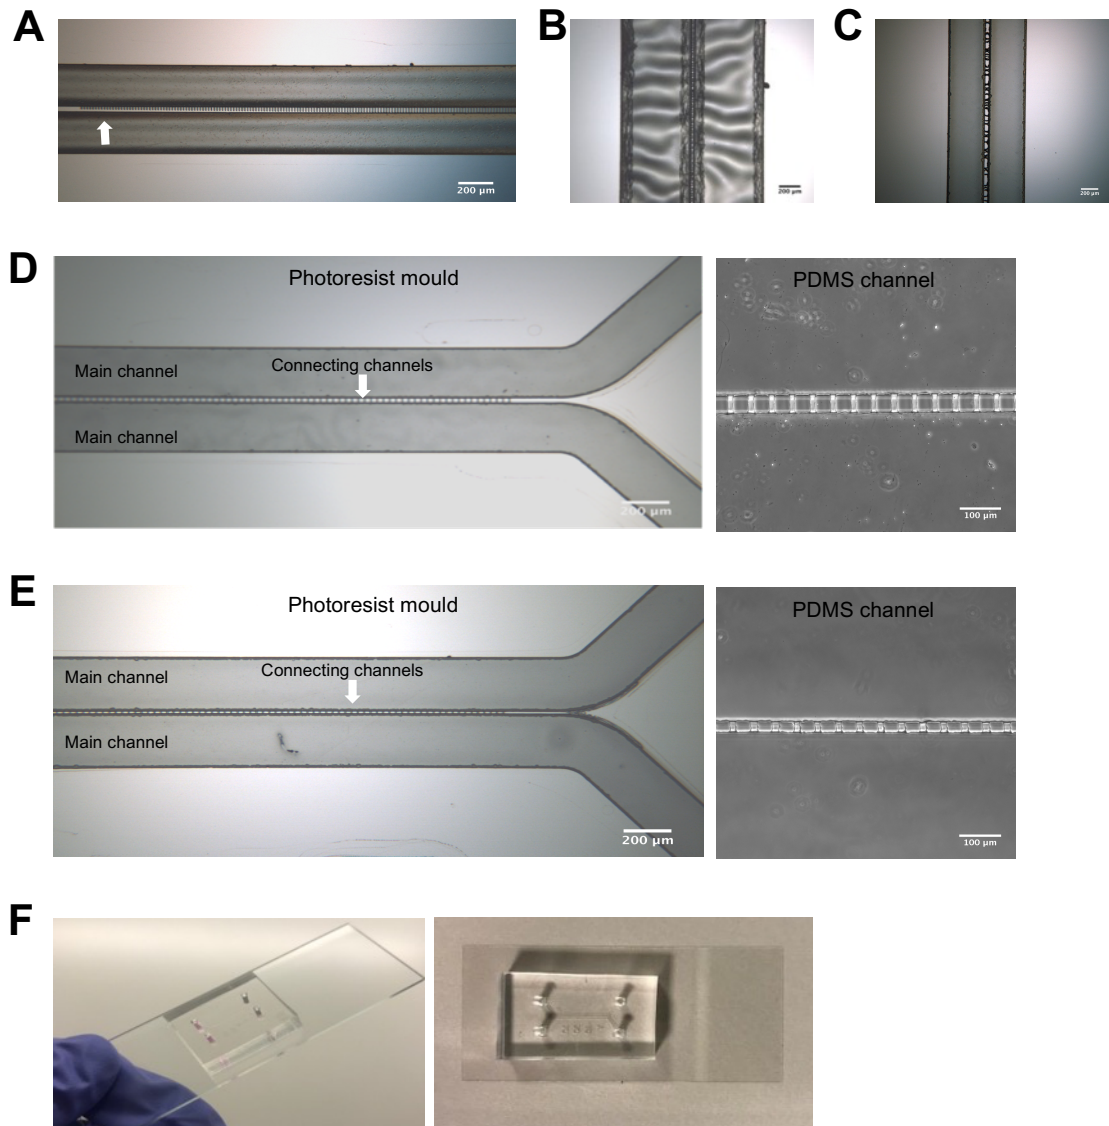 A
B
C
200 µm
200 µm
200 µm
D
Photoresist mould
PDMS channel
Main channel
Connecting channels
Main channel
200 µm
100 µm
E
Photoresist mould
PDMS channel
Main channel
Connecting channels
Main channel
200 µm
100 µm
F